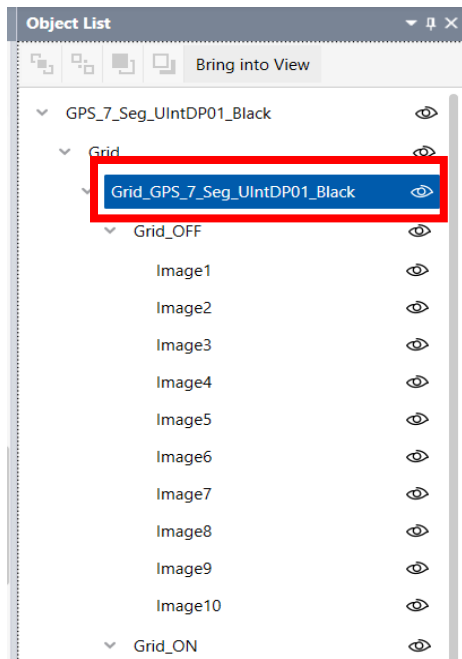 Object List
Bring into View
GPS_7_Seg_UIntDP01_Black
Grid
Grid_GPS_7_Seg_UIntDP01_Black
Grid_OFF
Image1
Image2
Image3
Image4
Image5
Image6
Image7
Image8
Image9
Image10
Grid_ON